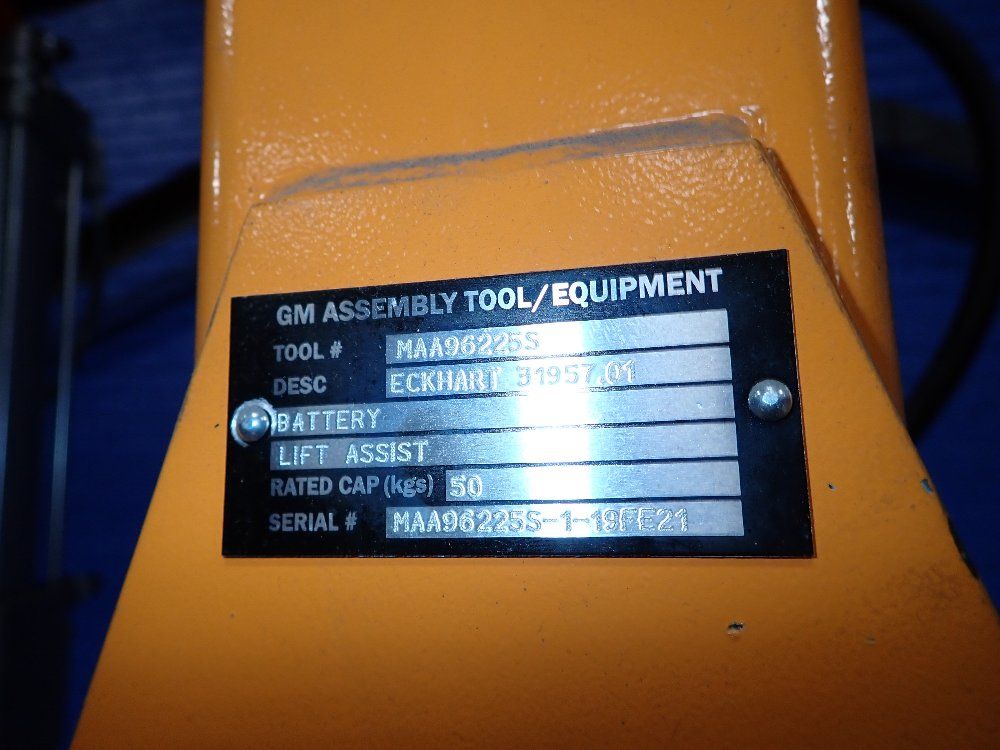 GM ASSEMBLY TOOL/EQUIPMENT
TOOL # MAA96225S
DESC ECKHART 31957.01
BATTERY
LIFT ASSIST
RATED CAP (kgs) 50
SERIAL # MAA96225S-1-19FE21